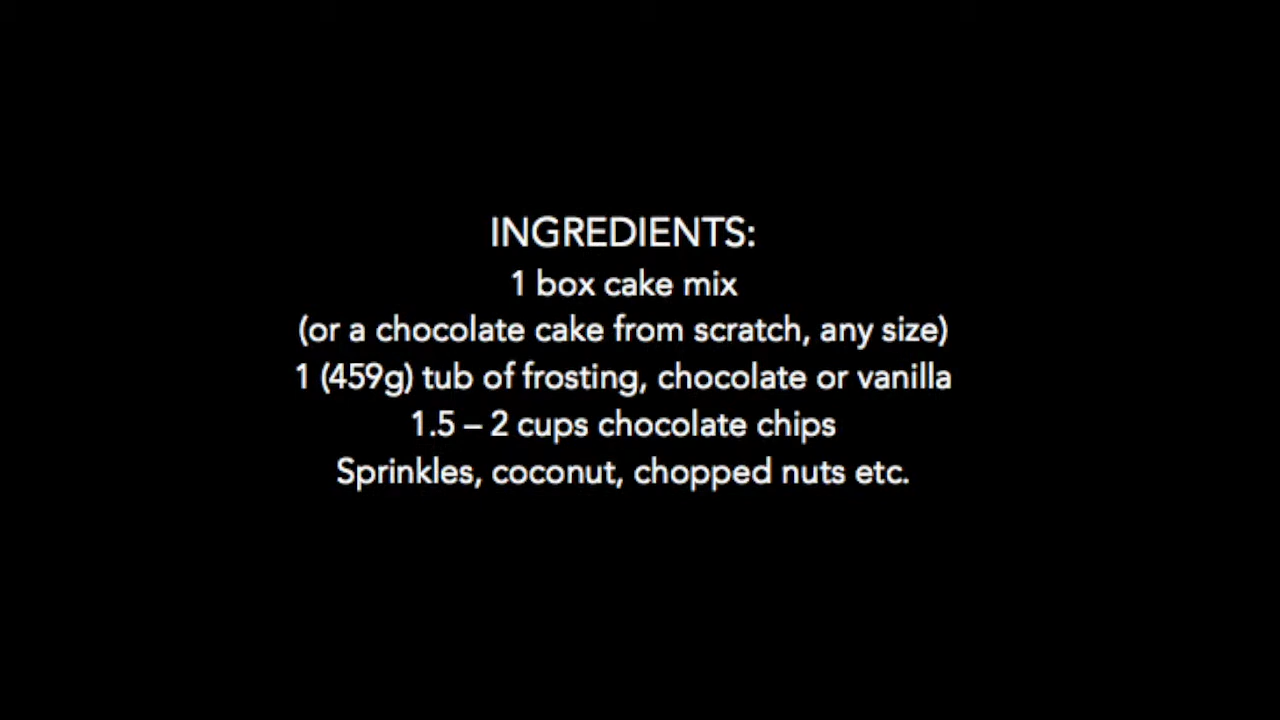 INGREDIENTS:
1 box cake mix
(or a chocolate cake from scratch, any size)
1 (459g) tub of frosting, chocolate or vanilla
1.5 – 2 cups chocolate chips
Sprinkles, coconut, chopped nuts etc.